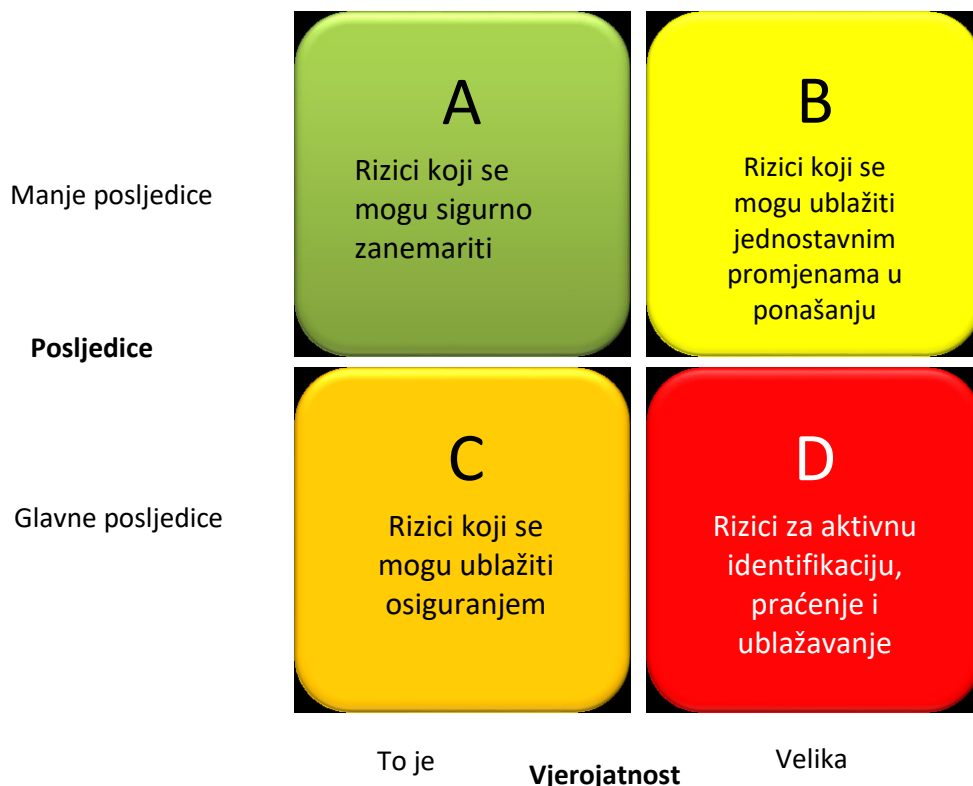 A
Rizici koji se
mogu sigurno
zanemariti
B
Rizici koji se
mogu ublažiti
jednostavnim
promjenama u
ponašanju
Manje posljedice
Posljedice
C
Rizici koji se
mogu ublažiti
osiguranjem
D
Rizici za aktivnu
identifikaciju,
praćenje i
ublažavanje
Glavne posljedice
To je
Vjerojatnost
Velika